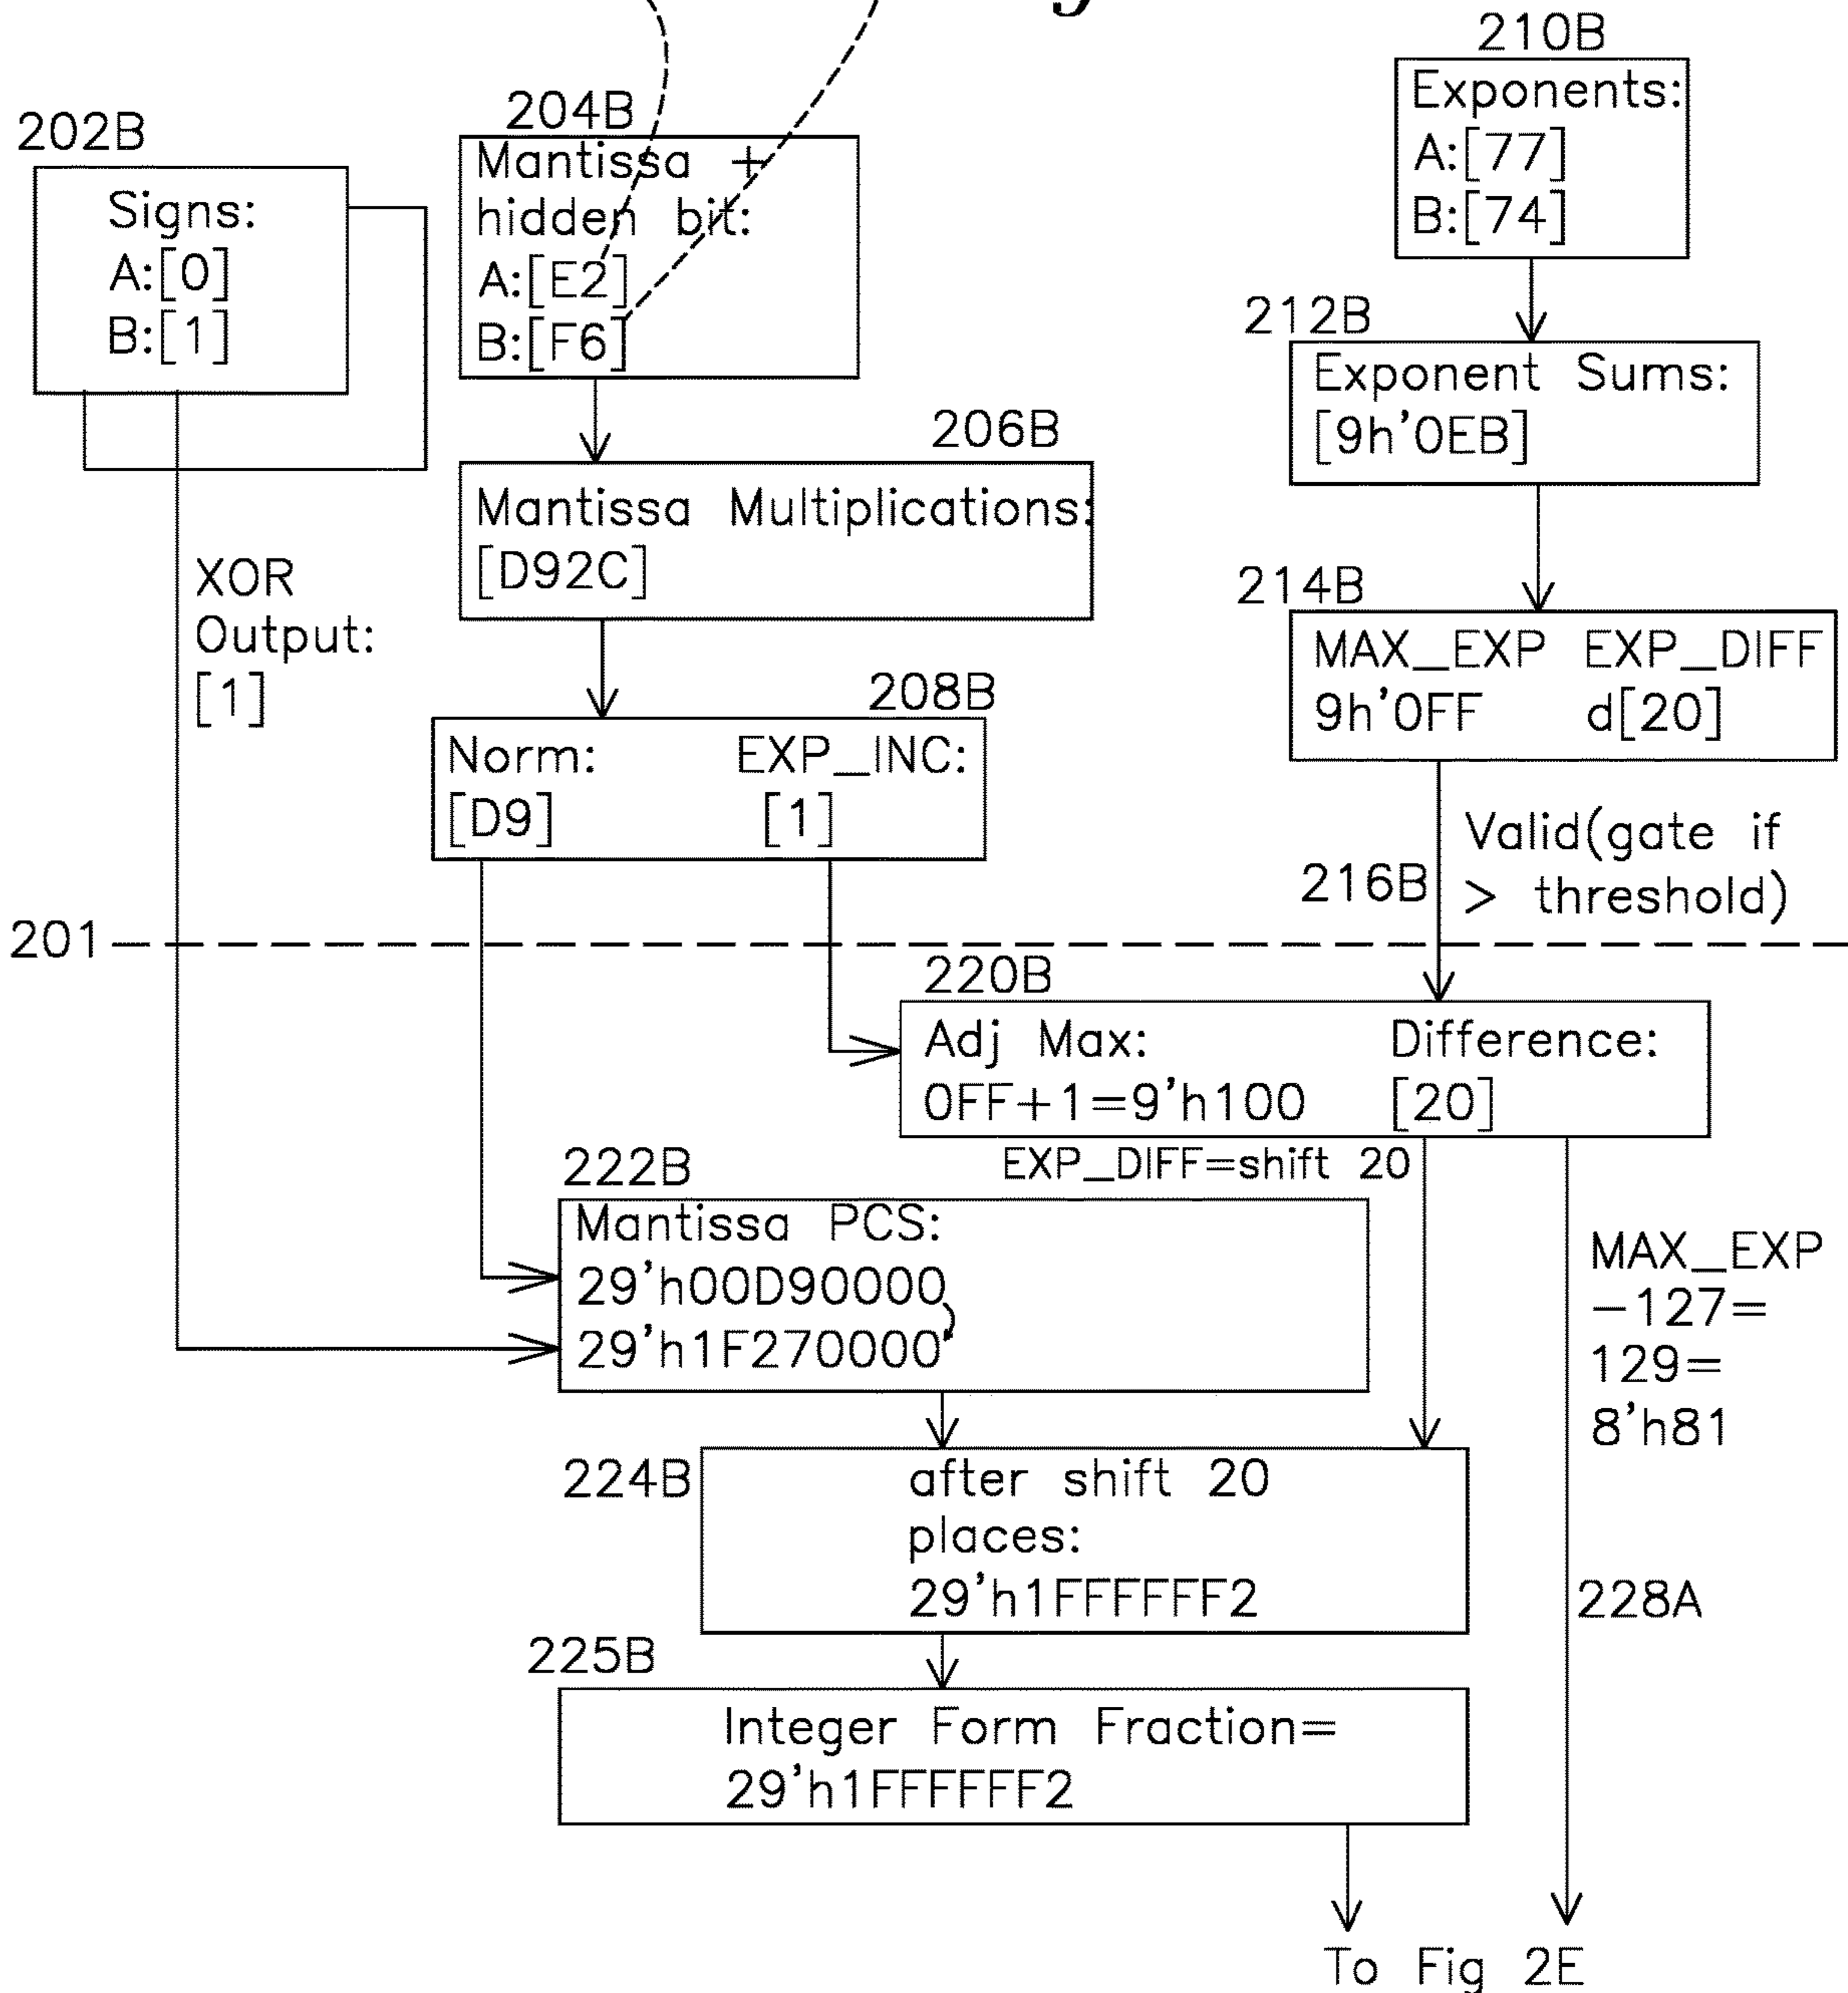 210B
Exponents:
A:[77]
B:[74]
202B
Signs:
A:[0]
B:[1]
204B
Mantissa +
hidden bit:
A:[E2]
B:[F6]
212B
Exponent Sums:
[9h'0EB]
206B
Mantissa Multiplications:
[D92C]
XOR
Output:
[1]
214B
MAX_EXP EXP_DIFF
9h'0FF d[20]
208B
Norm: EXP_INC:
[D9] [1]
216B
Valid(gate if
> threshold)
201
220B
Adj Max: Difference:
0FF+1=9'h100 [20]
EXP_DIFF=shift 20
222B
Mantissa PCS:
29'h00D90000
29'h1F270000
MAX_EXP
-127=
129=
8'h81
224B
after shift 20
places:
29'h1FFFFFF2
228A
225B
Integer Form Fraction=
29'h1FFFFFF2
To Fig 2E